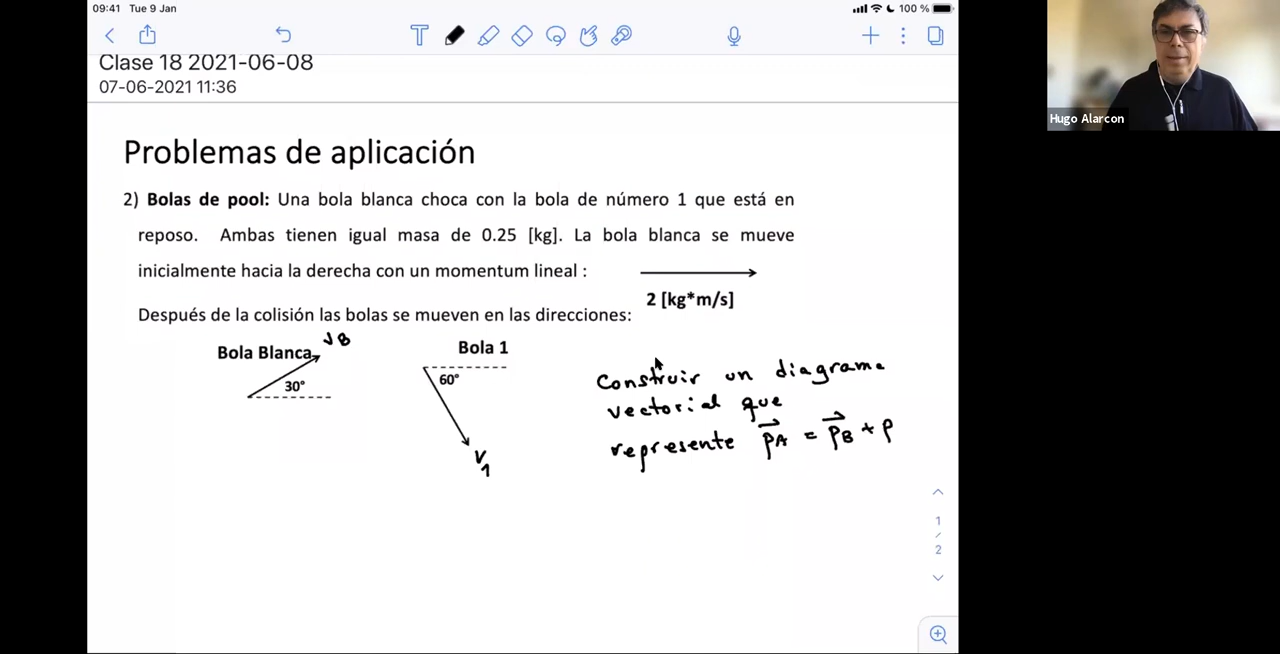 09:41 Tue 9 Jan
100 %
Clase 18 2021-06-08
07-06-2021 11:36
Hugo Alarcon
Problemas de aplicación
2) Bolas de pool: Una bola blanca choca con la bola de número 1 que está en
reposo. Ambas tienen igual masa de 0.25 [kg]. La bola blanca se mueve
inicialmente hacia la derecha con un momentum lineal :
2 [kg*m/s]
Después de la colisión las bolas se mueven en las direcciones:
Bola Blanca
VB
30°
Bola 1
60°
V1
Construir un diagrama
vectorial que
represente p⃗A = p⃗B + p
1
/
2